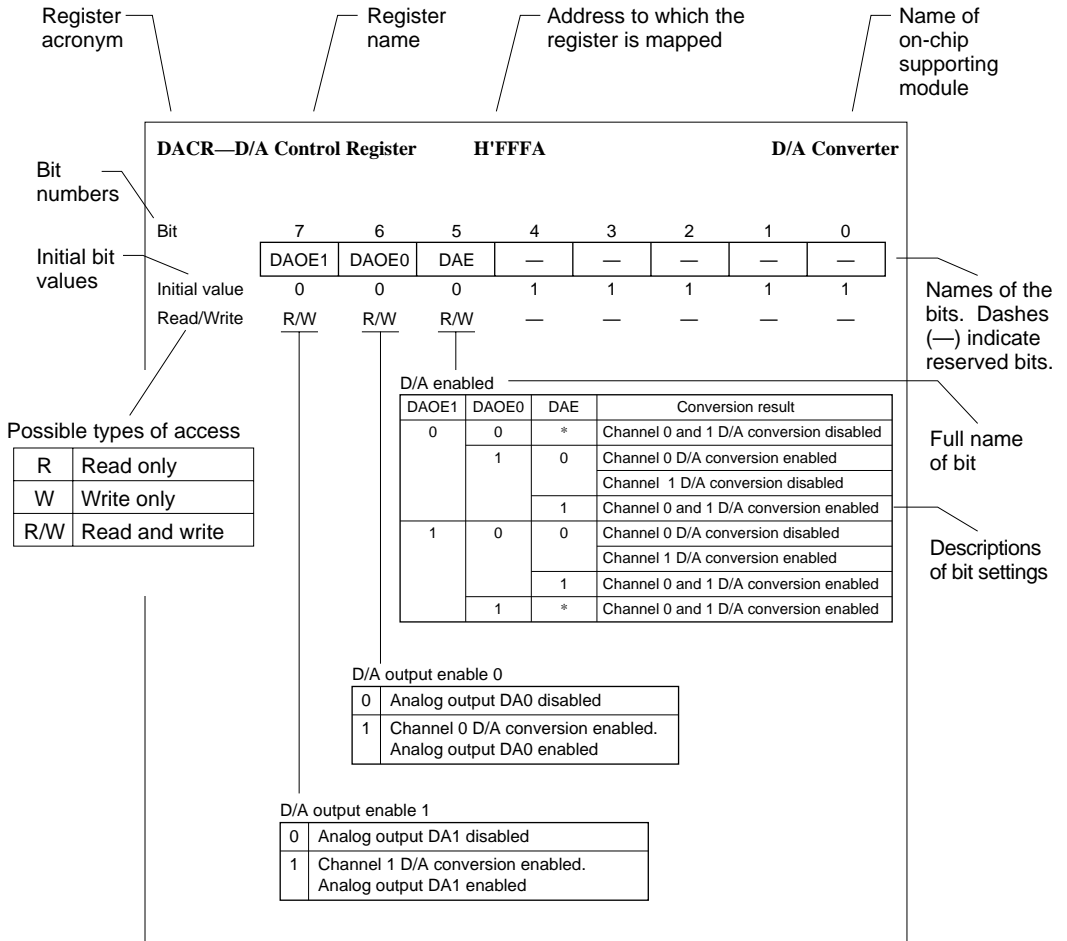 Register acronym
Register name
Address to which the register is mapped
Name of on-chip supporting module
DACR—D/A Control Register H'FFFA D/A Converter
Bit numbers
Bit 7 6 5 4 3 2 1 0
DAOE1 DAOE0 DAE — — — — —
Initial bit values
Initial value 0 0 0 1 1 1 1 1
Read/Write R/W R/W R/W — — — — —
Names of the bits. Dashes (—) indicate reserved bits.
Possible types of access
R Read only
W Write only
R/W Read and write
D/A enabled
DAOE1 DAOE0 DAE Conversion result
0 0 * Channel 0 and 1 D/A conversion disabled
1 0 Channel 0 D/A conversion enabled
Channel 1 D/A conversion disabled
1 Channel 0 and 1 D/A conversion enabled
1 0 0 Channel 0 D/A conversion disabled
Channel 1 D/A conversion enabled
1 Channel 0 and 1 D/A conversion enabled
1 * Channel 0 and 1 D/A conversion enabled
Full name of bit
Descriptions of bit settings
D/A output enable 0
0 Analog output DA0 disabled
1 Channel 0 D/A conversion enabled.
Analog output DA0 enabled
D/A output enable 1
0 Analog output DA1 disabled
1 Channel 1 D/A conversion enabled.
Analog output DA1 enabled